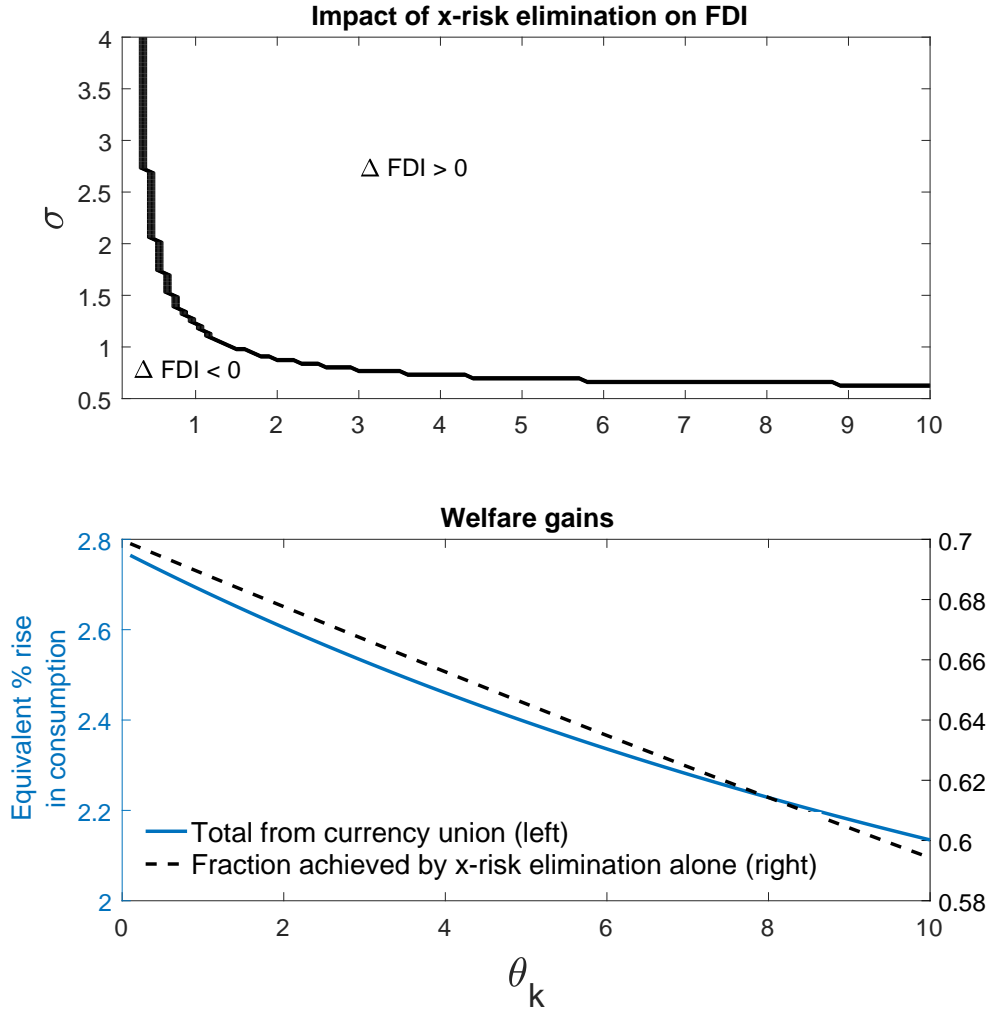 Impact of x-risk elimination on FDI
4
3.5
3
2.5
2
1.5
1
0.5
σ
Δ FDI > 0
Δ FDI < 0
1 2 3 4 5 6 7 8 9 10
Welfare gains
2.8
2.6
2.4
2.2
2
Equivalent % rise
in consumption
0.7
0.68
0.66
0.64
0.62
0.6
0.58
Total from currency union (left)
Fraction achieved by x-risk elimination alone (right)
0 2 4 6 8 10
θk